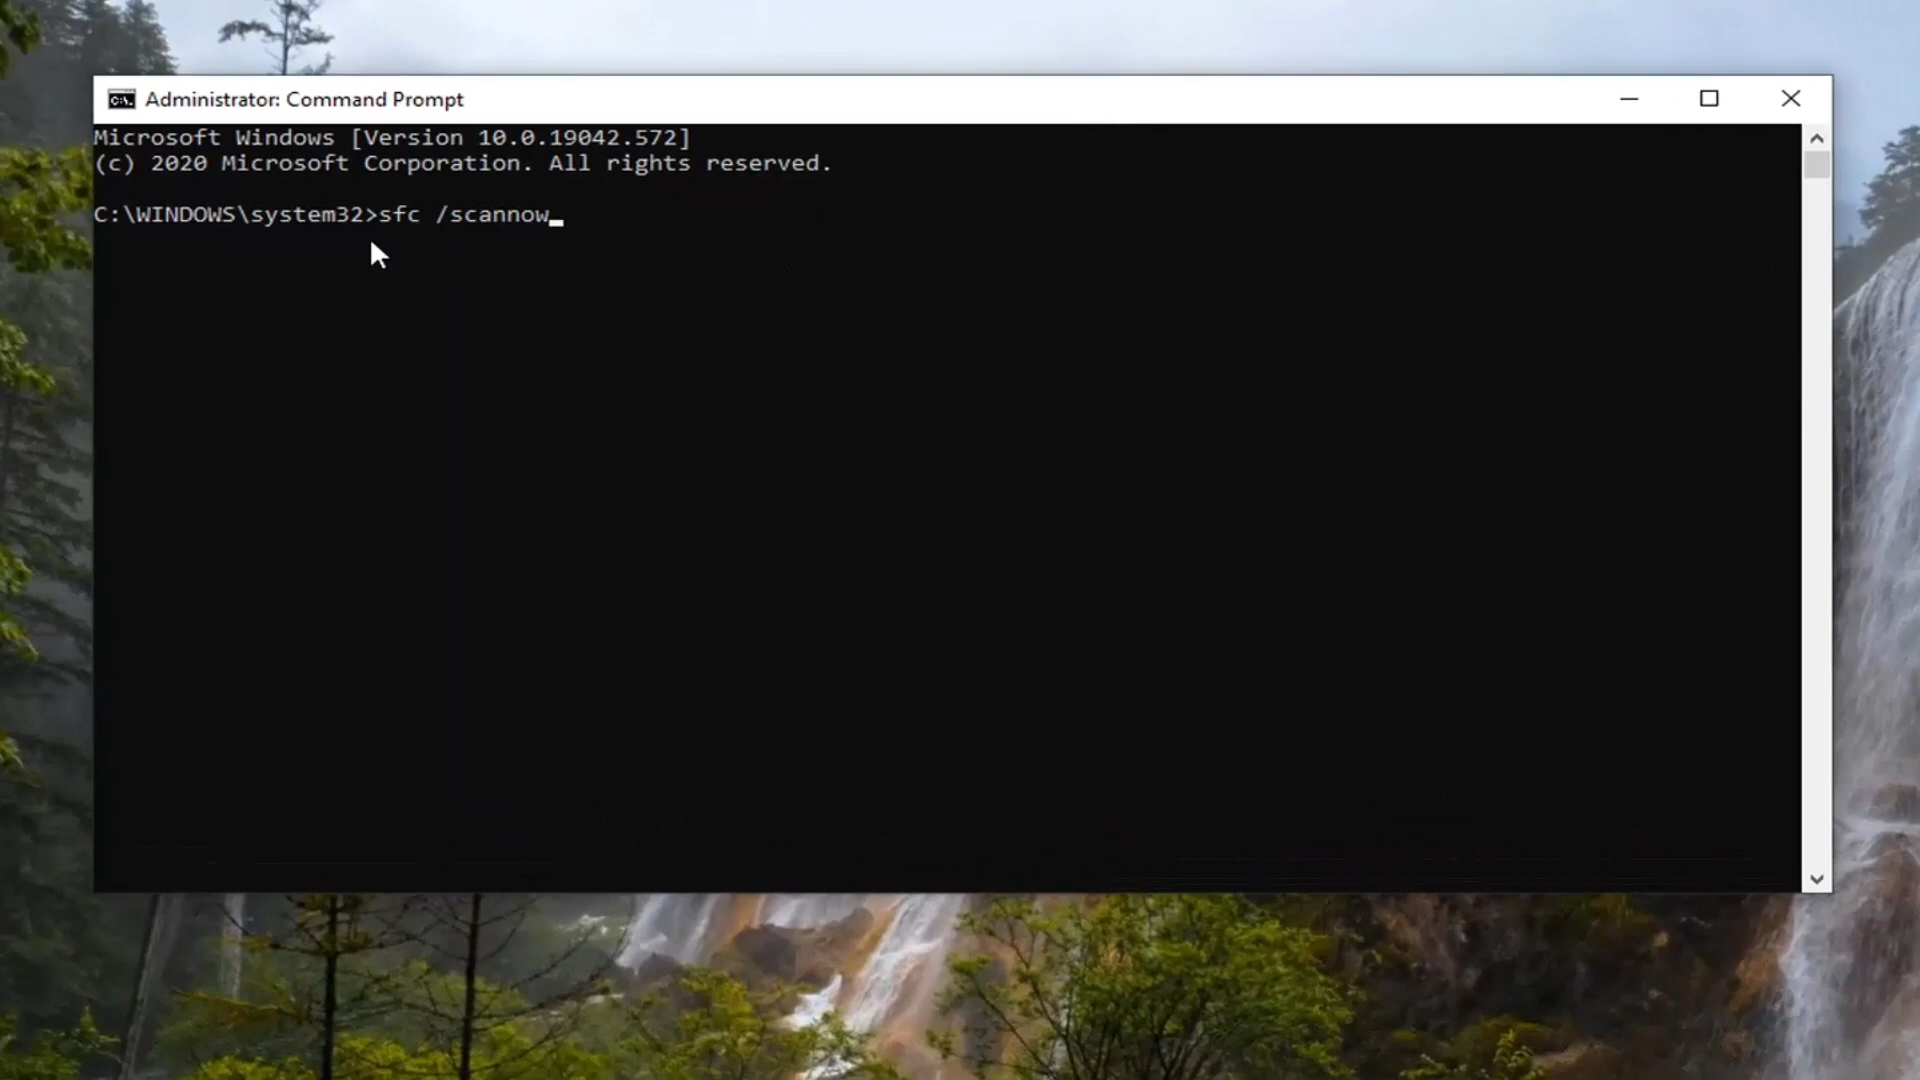 Administrator: Command Prompt
Microsoft Windows [Version 10.0.19042.572]
(c) 2020 Microsoft Corporation. All rights reserved.
C:\WINDOWS\system32>sfc /scannow